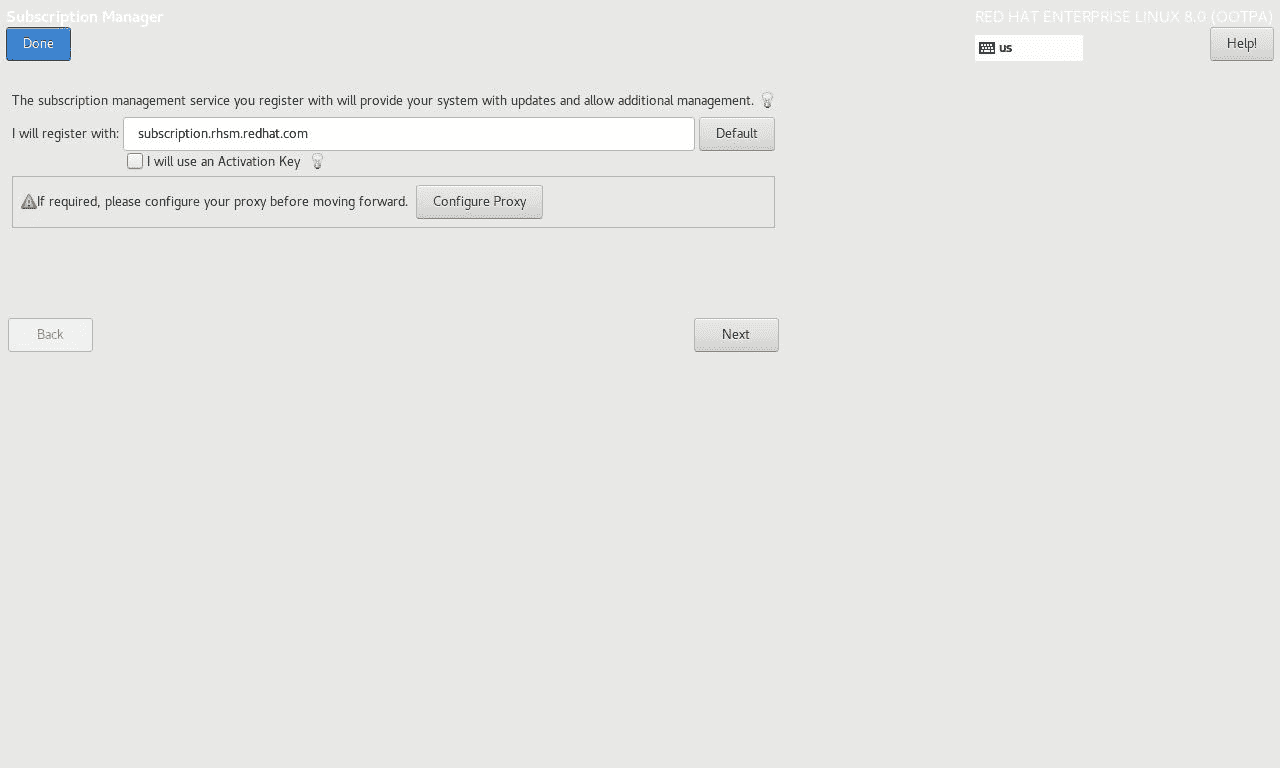 Subscription Manager
RED HAT ENTERPRISE LINUX 8.0 (OOTPA)
Done
us
Help!
The subscription management service you register with will provide your system with updates and allow additional management.
I will register with: subscription.rhsm.redhat.com Default
I will use an Activation Key
If required, please configure your proxy before moving forward. Configure Proxy
Back
Next